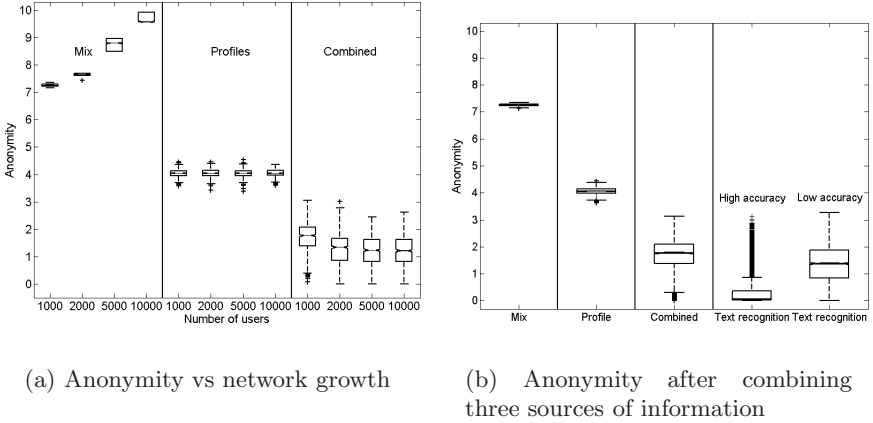 10
9
8
7
6
5
4
3
2
1
0
Anonymity
Mix
Profiles
Combined
1000 2000 5000 10000 1000 2000 5000 10000 1000 2000 5000 10000
Number of users
(a) Anonymity vs network growth
10
9
8
7
6
5
4
3
2
1
0
Anonymity
High accuracy
Low accuracy
Mix
Profile
Combined
Text recognition
Text recognition
(b) Anonymity after combining
three sources of information